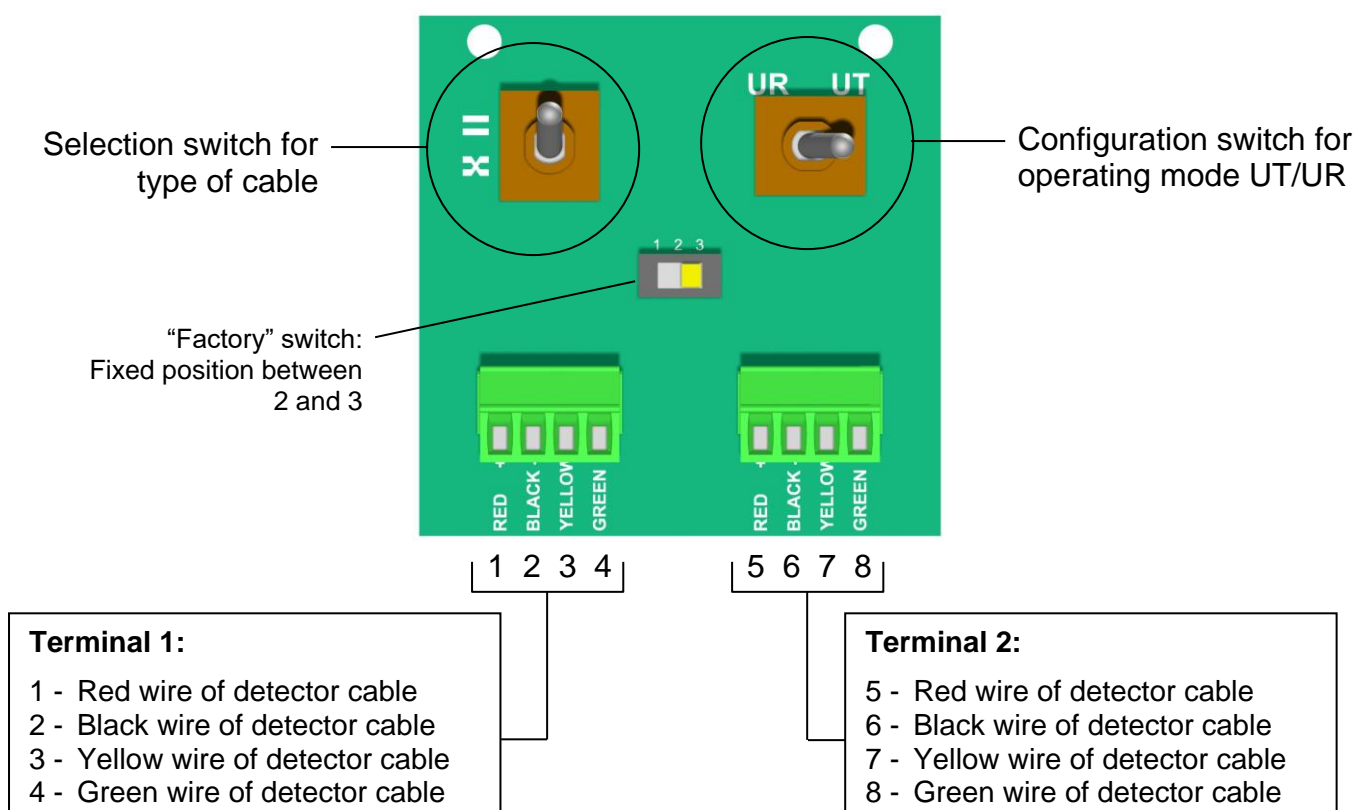 UR UT
Selection switch for
type of cable
Configuration switch for
operating mode UT/UR
1 2 3
“Factory” switch:
Fixed position between
2 and 3
RED +
BLACK -
YELLOW
GREEN
RED +
BLACK -
YELLOW
GREEN
1 2 3 4
5 6 7 8
Terminal 1:
1 - Red wire of detector cable
2 - Black wire of detector cable
3 - Yellow wire of detector cable
4 - Green wire of detector cable
Terminal 2:
5 - Red wire of detector cable
6 - Black wire of detector cable
7 - Yellow wire of detector cable
8 - Green wire of detector cable